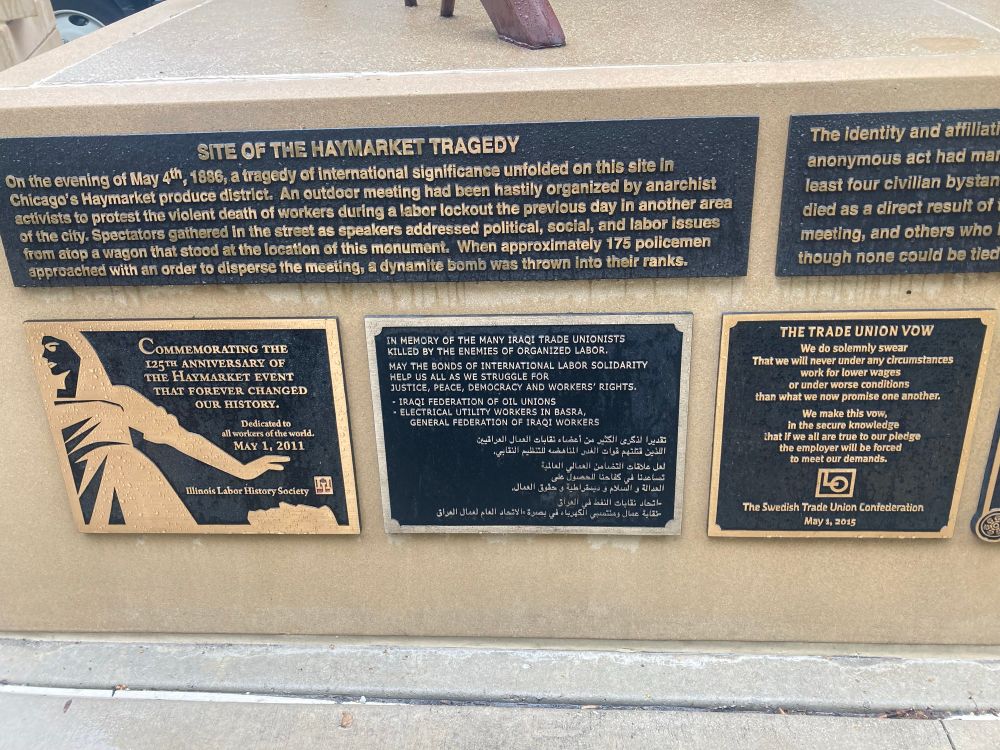 SITE OF THE HAYMARKET TRAGEDY
On the evening of May 4th, 1886, a tragedy of international significance unfolded on this site in
Chicago's Haymarket produce district. An outdoor meeting had been hastily organized by anarchist
activists to protest the violent death of workers during a labor lockout the previous day in another area
of the city. Spectators gathered in the street as speakers addressed political, social, and labor issues
from atop a wagon that stood at the location of this monument. When approximately 175 policemen
approached with an order to disperse the meeting, a dynamite bomb was thrown into their ranks.
The identity and affiliati
anonymous act had
least four civilian
died as a direct result of
meeting, and others who
though none could be tied
COMMEMORATING THE
125TH ANNIVERSARY OF
THE HAYMARKET EVENT
THAT FOREVER CHANGED
OUR HISTORY.
Dedicated to
all workers of the world.
MAY 1, 2011
Illinois Labor History Society
IN MEMORY OF THE MANY IRAQI TRADE UNIONISTS
KILLED BY THE ENEMIES OF ORGANIZED LABOR.
MAY THE BONDS OF INTERNATIONAL LABOR SOLIDARITY
HELP US ALL AS WE STRUGGLE FOR
JUSTICE, PEACE, DEMOCRACY AND WORKERS' RIGHTS.
- IRAQI FEDERATION OF OIL UNIONS
- ELECTRICAL UTILITY WORKERS IN BASRA,
GENERAL FEDERATION OF IRAQI WORKERS
تقديرا لذكرى الكثير من أعضاء نقابات العمال العراقيين
اللذين قتلتهم قوات الغدر المناهضه للتنظيم النقابي.
لعل علاقات التضامن العمالي العالمية
تساعدنا في كفاحنا للحصول على
العدالة و السلام و ديمقراطية و حقوق العمال.
-اتحاد نقابات النفط في العراق
-نقابة عمال ومنتسبي الكهرباء في بصرة -الاتحاد العام لعمال العراق
THE TRADE UNION VOW
We do solemnly swear
That we will never under any circumstances
work for lower wages
or under worse conditions
than what we now promise one another.
We make this vow,
in the secure knowledge
that if we all are true to our pledge
the employer will be forced
to meet our demands.
LO
The Swedish Trade Union Confederation
May 1, 2015